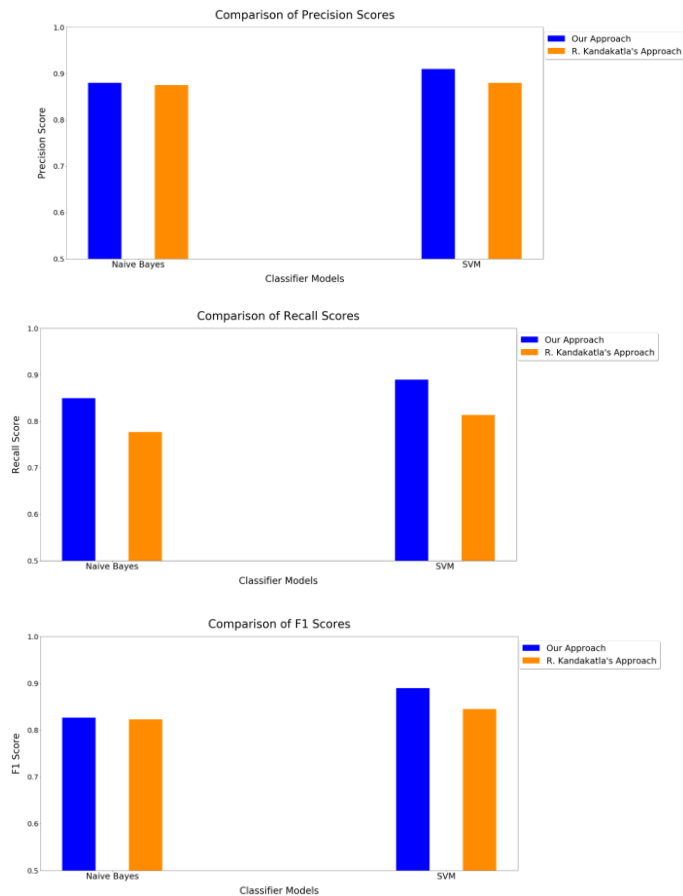 Comparison of Precision Scores
1.0
0.9
0.8
0.7
0.6
0.5
Precision Score
Naive Bayes
SVM
Classifier Models
Our Approach
R. Kandakatla's Approach
Comparison of Recall Scores
1.0
0.9
0.8
0.7
0.6
0.5
Recall Score
Naive Bayes
SVM
Classifier Models
Our Approach
R. Kandakatla's Approach
Comparison of F1 Scores
1.0
0.9
0.8
0.7
0.6
0.5
F1 Score
Naive Bayes
SVM
Classifier Models
Our Approach
R. Kandakatla's Approach